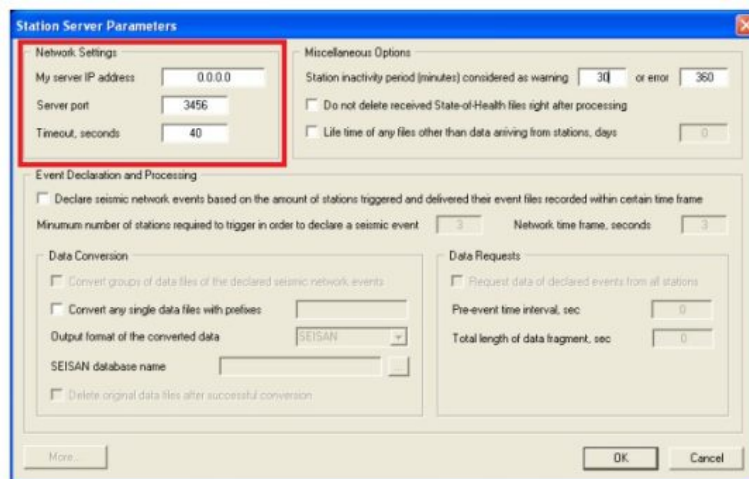 Station Server Parameters
Network Settings
My server IP address 0.0.0.0
Server port 3456
Timeout, seconds 40
Miscellaneous Options
Station inactivity period (minutes) considered as warning 30 or error 360
Do not delete received State-of-Health files right after processing
Life time of any files other than data arriving from stations, days 0
Event Declaration and Processing
Declare seismic network events based on the amount of stations triggered and delivered their event files recorded within certain time frame
Minumum number of stations required to trigger in order to declare a seismic event 3 Network time frame, seconds 3
Data Conversion
Convert groups of data files of the declared seismic network events
Convert any single data files with prefixes
Output format of the converted data SEISAN
SEISAN database name ...
Delete original data files after successful conversion
Data Requests
Request data of declared events from all stations
Pre-event time interval, sec 0
Total length of data fragment, sec 0
More...
OK Cancel